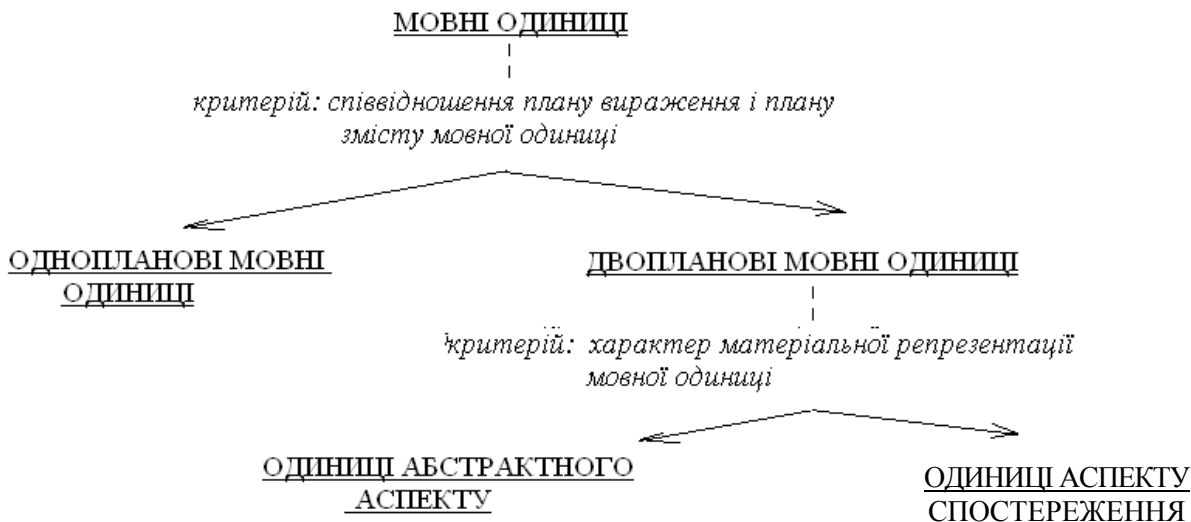 МОВНІ ОДИНИЦІ
критерій: співвідношення плану вираження і плану
змісту мовної одиниці
ОДНОПЛАНОВІ МОВНІ
ОДИНИЦІ
ДВОПЛАНОВІ МОВНІ ОДИНИЦІ
критерій: характер матеріальної репрезентації
мовної одиниці
ОДИНИЦІ АБСТРАКТНОГО
АСПЕКТУ
ОДИНИЦІ АСПЕКТУ
СПОСТЕРЕЖЕННЯ